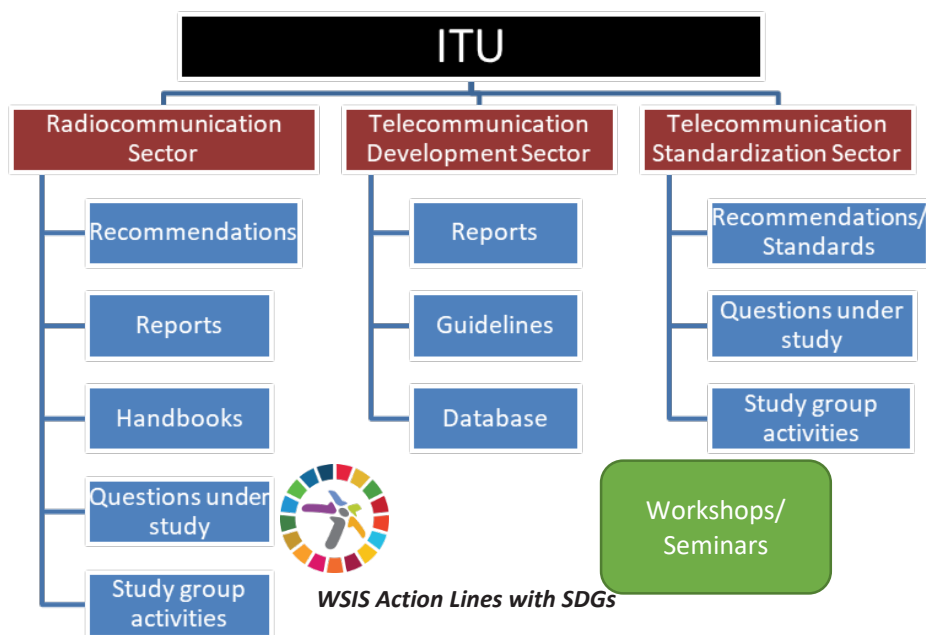 ITU
Radiocommunication
Sector
Recommendations
Reports
Handbooks
Questions under
study
Study group
activities
Telecommunication
Development Sector
Reports
Guidelines
Database
Telecommunication
Standardization Sector
Recommendations/
Standards
Questions under
study
Study group
activities
WSIS Action Lines with SDGs
Workshops/
Seminars